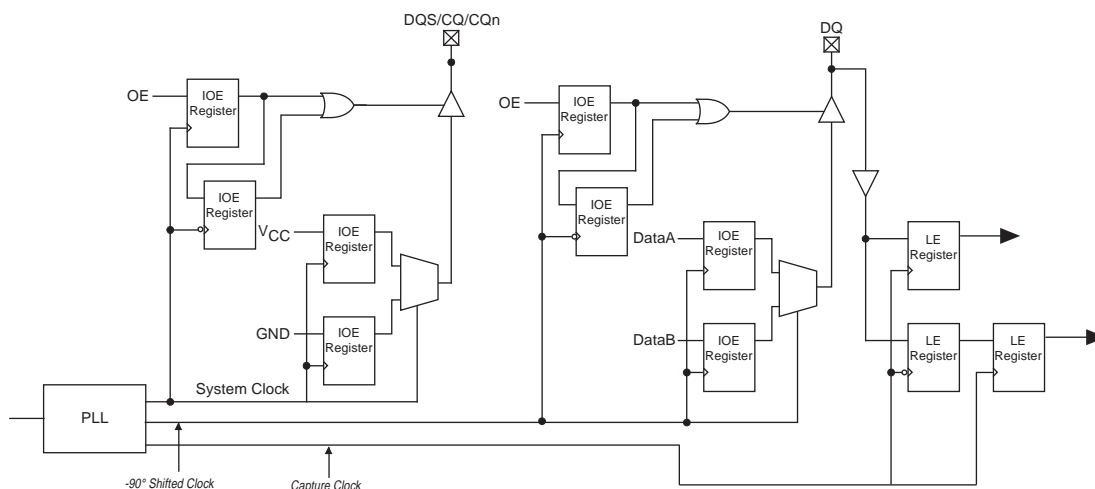 DQS/CQ/CQn
DQ
OE
IOE
Register
OE
IOE
Register
IOE
Register
IOE
Register
VCC
IOE
Register
DataA
IOE
Register
LE
Register
GND
IOE
Register
DataB
IOE
Register
LE
Register
LE
Register
System Clock
PLL
-90° Shifted Clock
Capture Clock